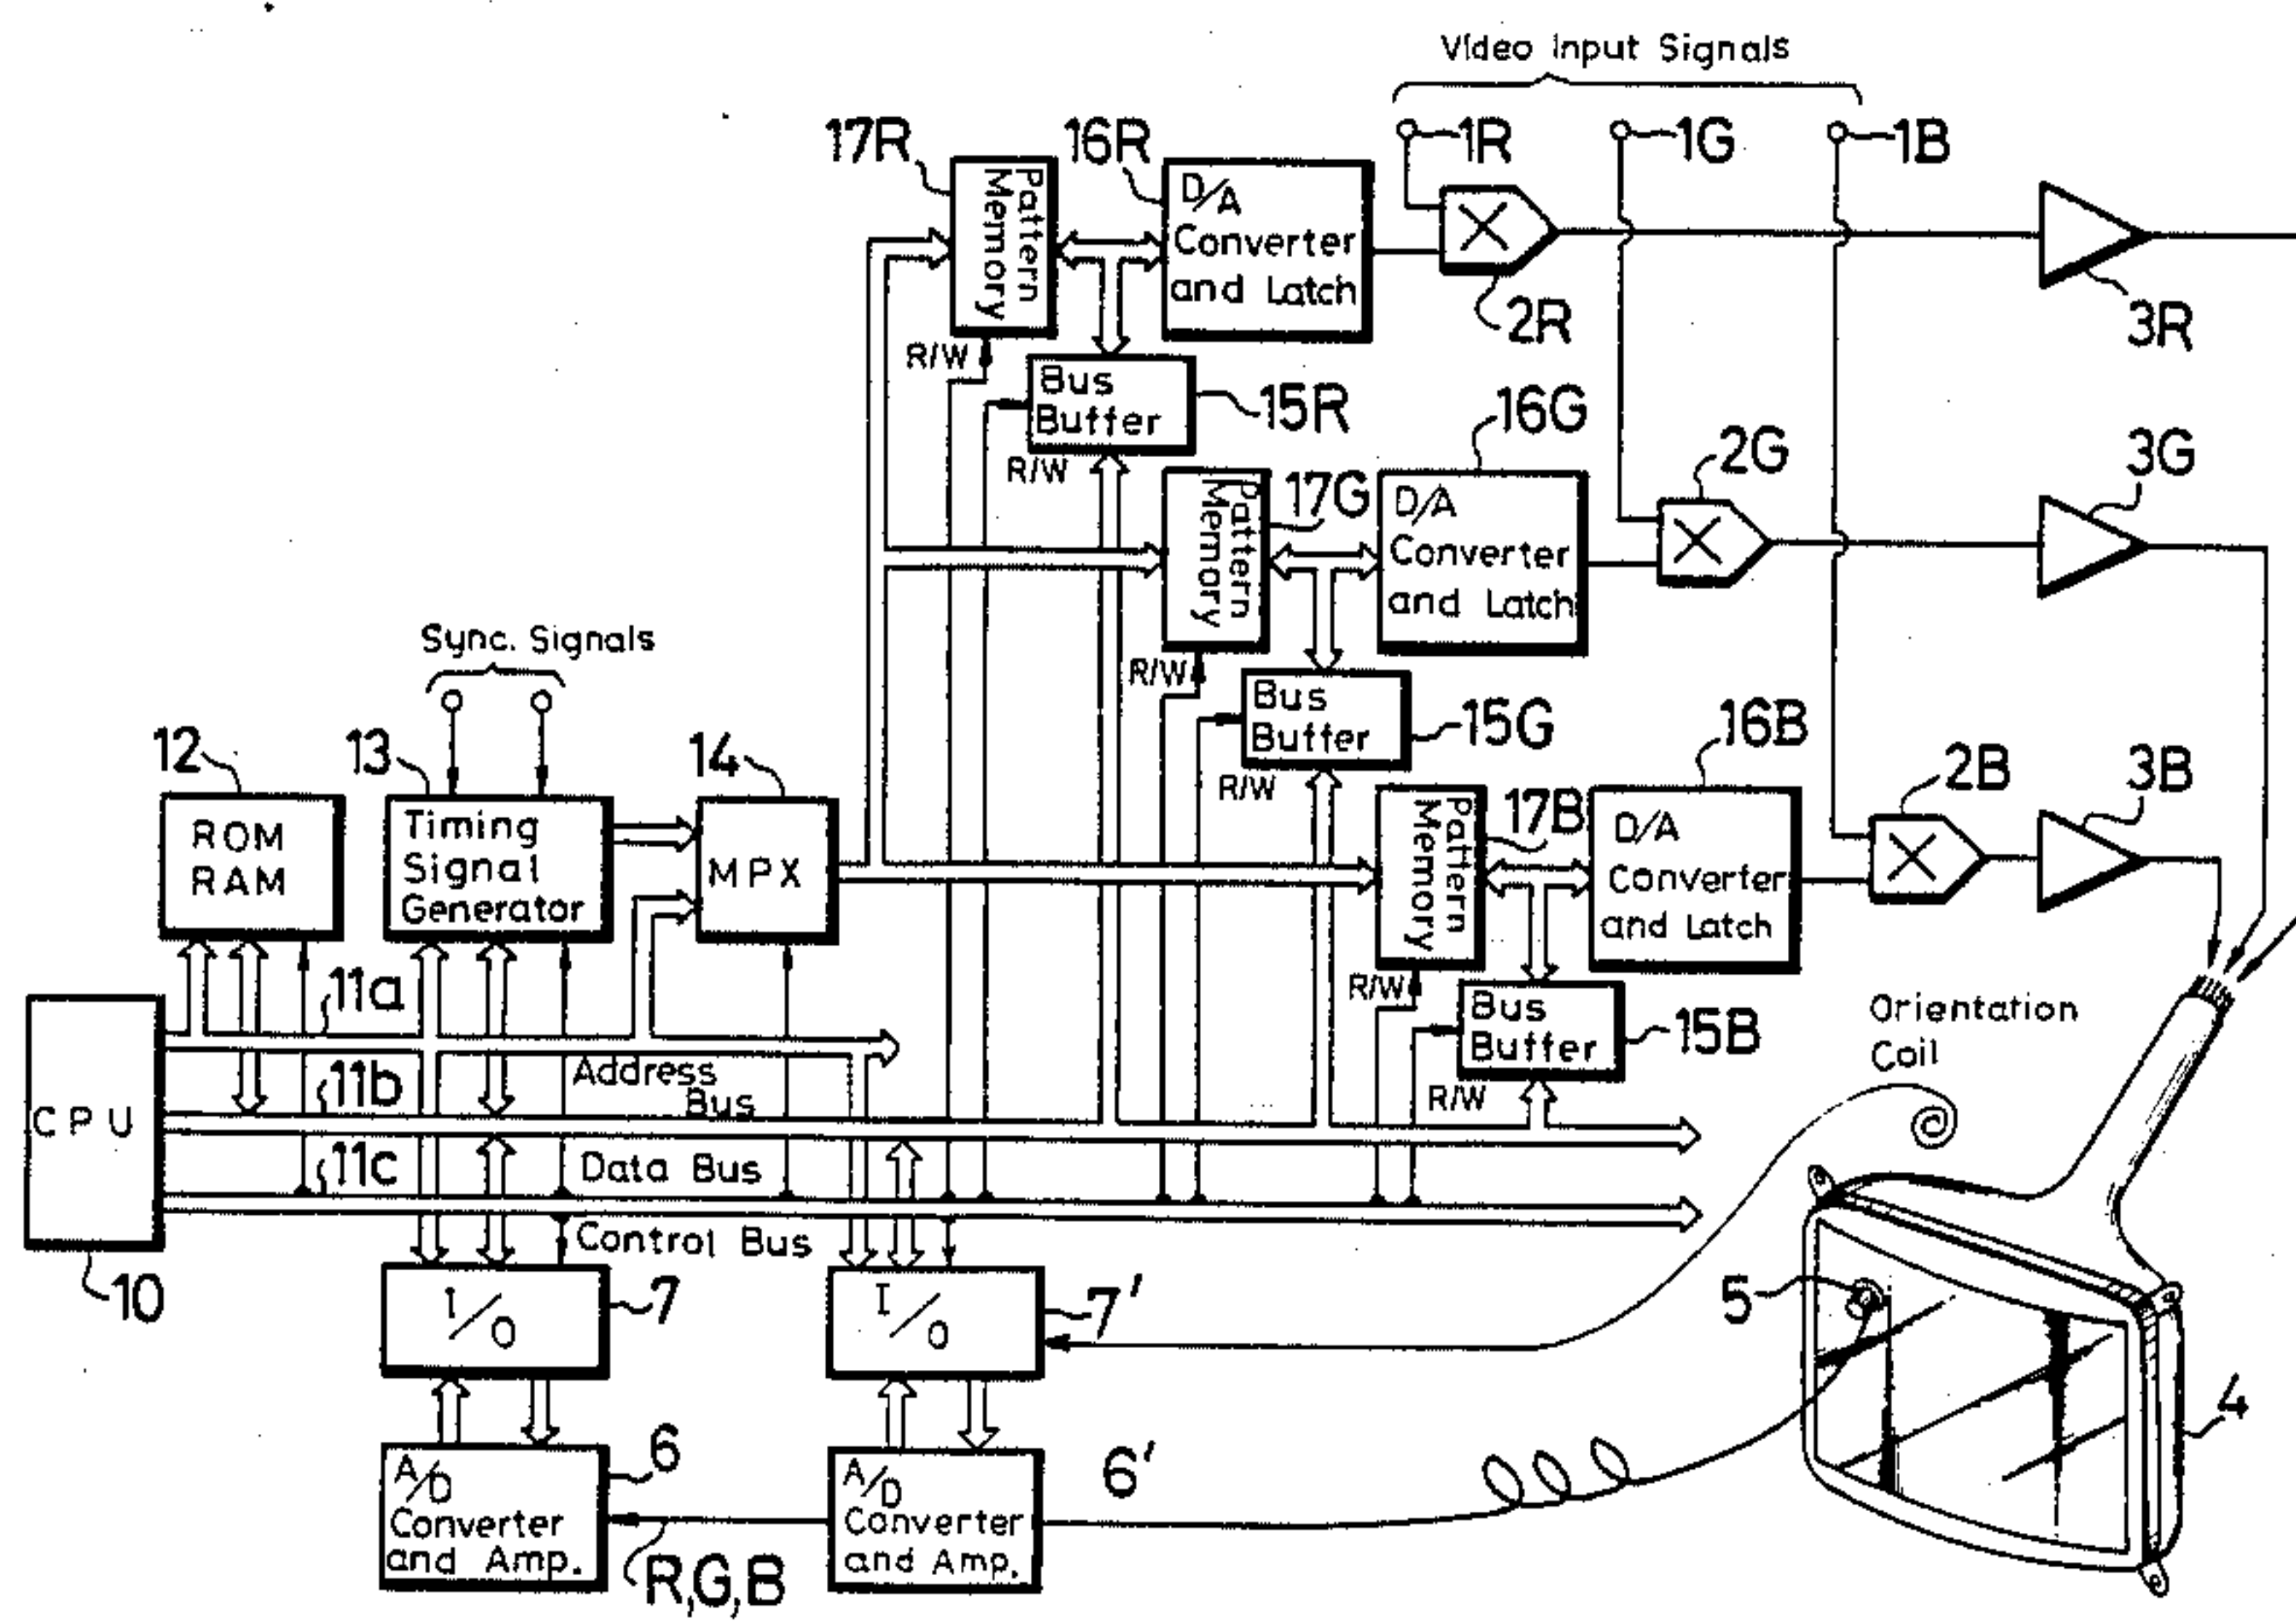 Video Input Signals
17R
16R
1R
1G
1B
Pattern
Memory
D/A
Converter
and Latch
2R
3R
R/W
Bus
Buffer
15R
R/W
16G
2G
3G
Pattern
Memory
17G
D/A
Converter
and Latch
Sync. Signals
R/W
Bus
Buffer
15G
R/W
16B
2B
3B
12
13
14
ROM
RAM
Timing
Signal
Generator
MPX
Pattern
Memory
17B
D/A
Converter
and Latch
R/W
Bus
Buffer
15B
R/W
Orientation
Coil
11a
Address
Bus
11b
CPU
Data Bus
11c
Control Bus
10
I/O
7
I/O
7'
5
4
A/D
Converter
and Amp.
6
A/D
Converter
and Amp.
6'
R,G,B